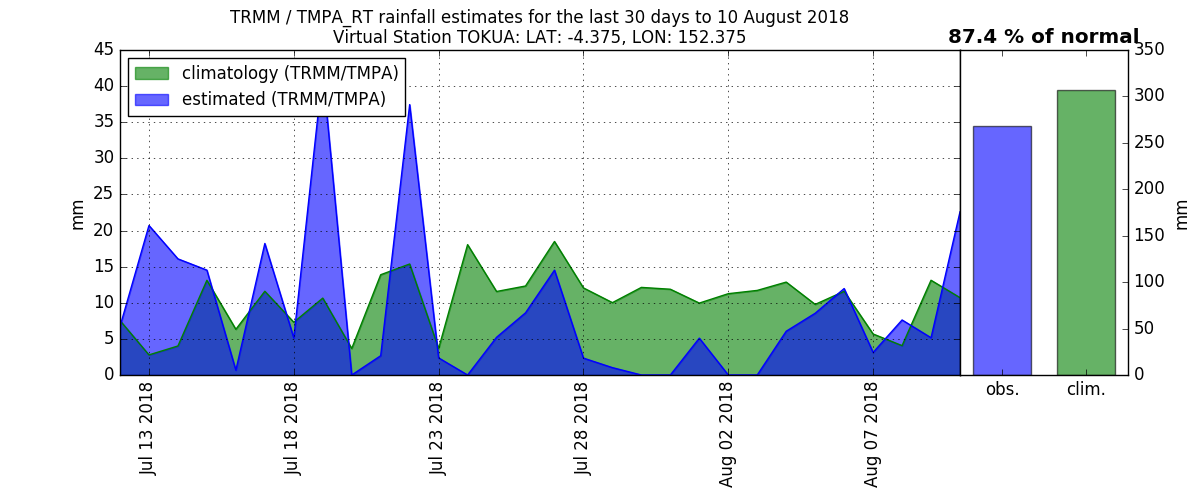 TRMM / TMPA_RT rainfall estimates for the last 30 days to 10 August 2018
Virtual Station TOKUA: LAT: -4.375, LON: 152.375
87.4 % of normal
climatology (TRMM/TMPA)
estimated (TRMM/TMPA)
45
40
35
30
25
20
15
10
5
0
mm
350
300
250
200
150
100
50
0
mm
Jul 13 2018
Jul 18 2018
Jul 23 2018
Jul 28 2018
Aug 02 2018
Aug 07 2018
obs.
clim.